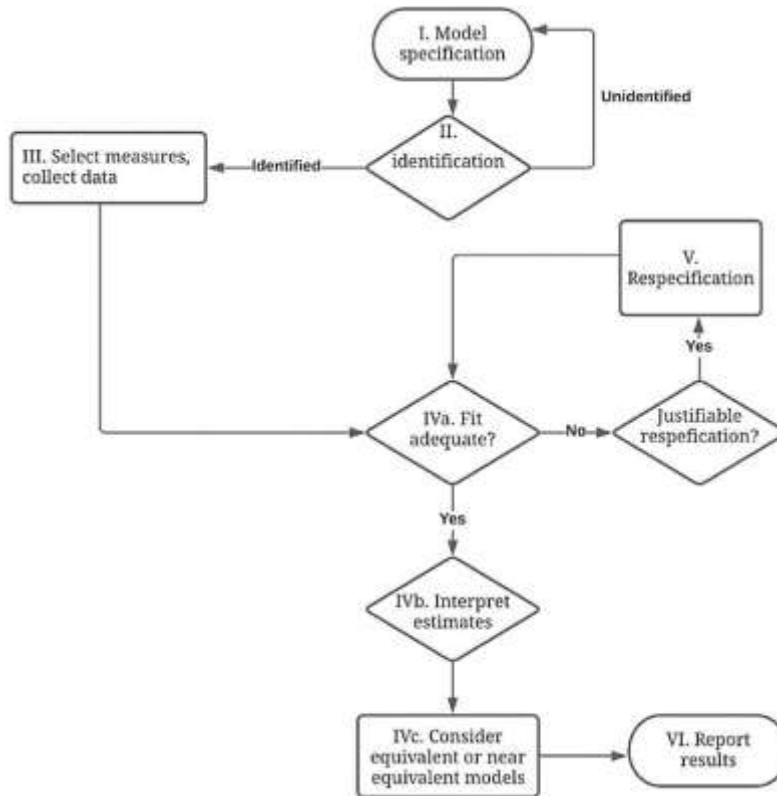 I. Model
specification
Unidentified
II.
identification
Identified
III. Select measures,
collect data
V.
Respecification
Yes
IVa. Fit
adequate?
No
Justifiable
respefication?
Yes
IVb. Interpret
estimates
IVc. Consider
equivalent or near
equivalent models
VI. Report
results